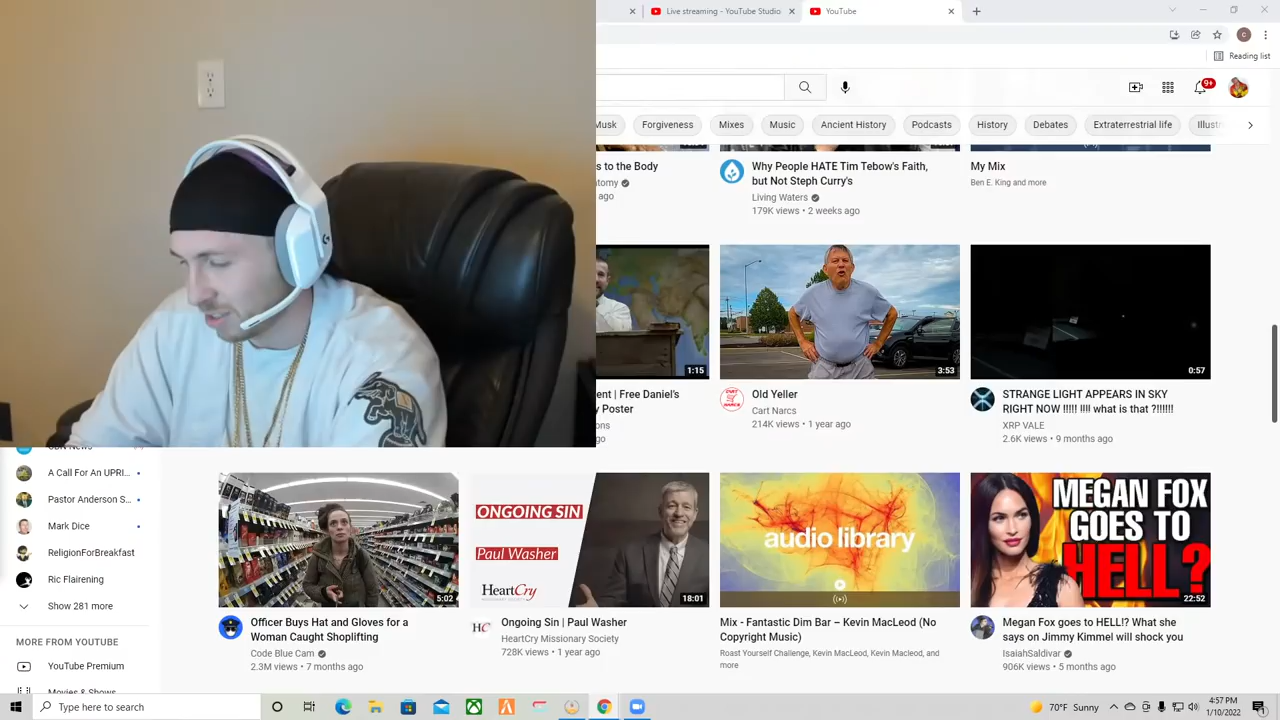 Live streaming - YouTube Studio
YouTube
Reading list
9+
c
Musk
Forgiveness
Mixes
Music
Ancient History
Podcasts
History
Debates
Extraterrestrial life
s to the Body
Why People HATE Tim Tebow's Faith,
but Not Steph Curry's
My Mix
Living Waters
Ben E. King and more
ago
179K views • 2 weeks ago
1:15
CART
NARCS
3:53
0:57
ent | Free Daniel's
Poster
Old Yeller
Cart Narcs
214K views • 1 year ago
STRANGE LIGHT APPEARS IN SKY
RIGHT NOW !!!!! !!!! what is that ?!!!!!!
XRP VALE
2.6K views • 9 months ago
A Call For An UPRI...
Pastor Anderson S...
Mark Dice
ReligionForBreakfast
Ric Flairening
Show 281 more
MORE FROM YOUTUBE
YouTube Premium
Movies & Shows
5:02
ONGOING SIN
Paul Washer
HeartCry
18:01
audio library
MEGAN FOX
GOES TO
HELL?
22:52
Officer Buys Hat and Gloves for a
Woman Caught Shoplifting
Code Blue Cam
2.3M views • 7 months ago
HC
Ongoing Sin | Paul Washer
HeartCry Missionary Society
728K views • 1 year ago
Mix - Fantastic Dim Bar – Kevin MacLeod (No
Copyright Music)
Roast Yourself Challenge, Kevin MacLeod, Kevin Macleod, and
more
Megan Fox goes to HELL!? What she
says on Jimmy Kimmel will shock you
IsaiahSaldivar
906K views • 5 months ago
Type here to search
70°F Sunny
4:57 PM
1/10/2022